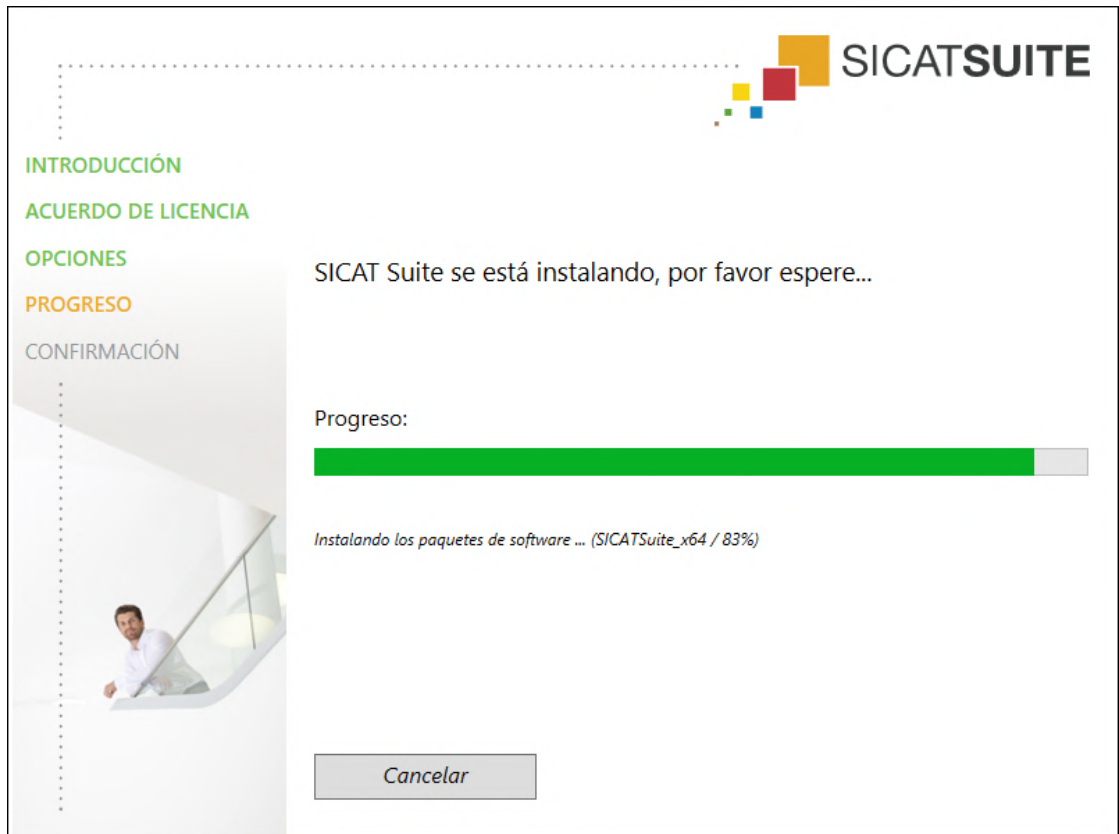 SICATSUITE
INTRODUCCIÓN
ACUERDO DE LICENCIA
OPCIONES
PROGRESO
CONFIRMACIÓN
SICAT Suite se está instalando, por favor espere...
Progreso:
Instalando los paquetes de software ... (SICATSuite_x64 / 83%)
Cancelar